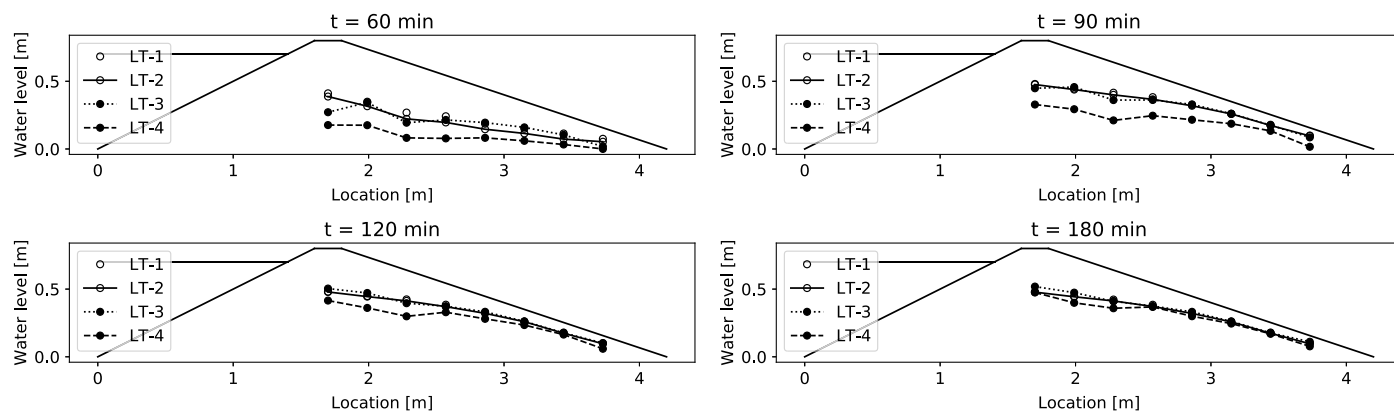 t = 60 min
Water level [m]
0.5
0.0
LT-1
LT-2
LT-3
LT-4
0 1 2 3 4
Location [m]
t = 90 min
Water level [m]
0.5
0.0
LT-1
LT-2
LT-3
LT-4
0 1 2 3 4
Location [m]
t = 120 min
Water level [m]
0.5
0.0
LT-1
LT-2
LT-3
LT-4
0 1 2 3 4
Location [m]
t = 180 min
Water level [m]
0.5
0.0
LT-1
LT-2
LT-3
LT-4
0 1 2 3 4
Location [m]